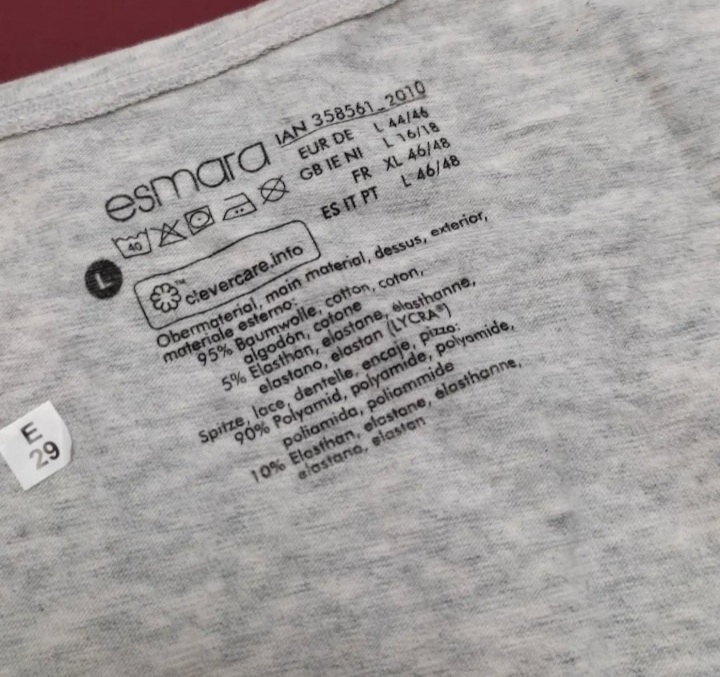 esmara
IAN 358561_2010
EUR DE L 44/46
GB IE NI L 16/18
FR XL 46/48
ES IT PT L 46/48
40
L
clevercare.info
Obermaterial, main material, dessus, exterior,
materiale esterno:
95% Baumwolle, cotton, coton,
algodón, cotone
5% Elasthan, elastane, élasthanne,
elastano, elastan (LYCRA®)
Spitze, lace, dentelle, encaje, pizzo:
90% Polyamid, polyamide, polyamide,
poliamida, poliammide
10% Elasthan, elastane, élasthanne,
elastano, elastan
E
29